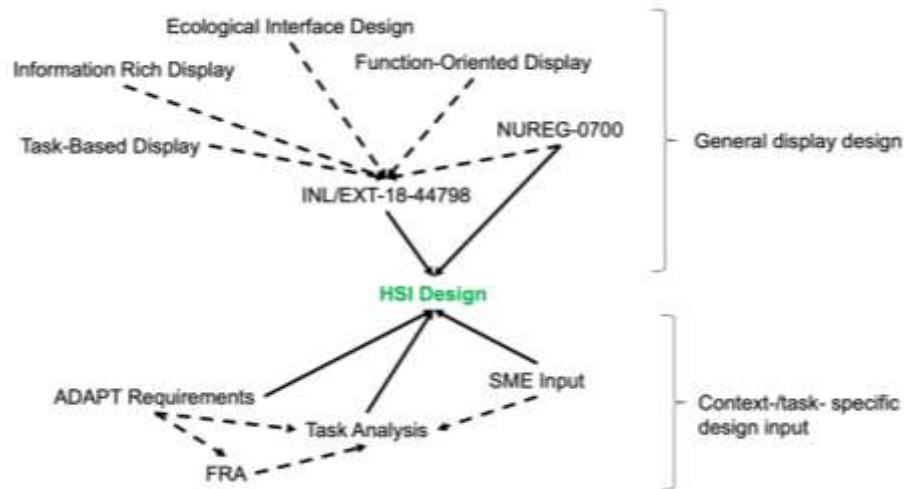 Ecological Interface Design
Function-Oriented Display
Information Rich Display
NUREG-0700
Task-Based Display
General display design
INL/EXT-18-44798
HSI Design
SME Input
ADAPT Requirements
Context-/task- specific
design input
Task Analysis
FRA